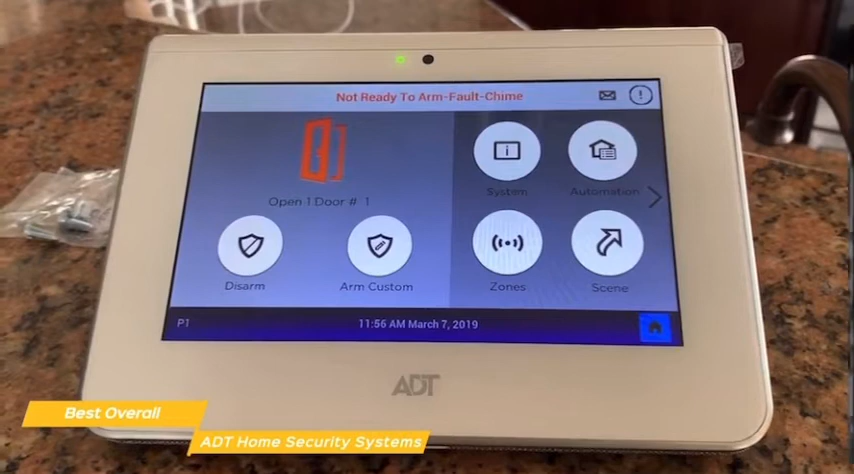 Not Ready To Arm-Fault-Chime
Open 1 Door # 1
System
Automation
Disarm
Arm Custom
Zones
Scene
P1
11:56 AM March 7, 2019
ADT
Best Overall
ADT Home Security Systems